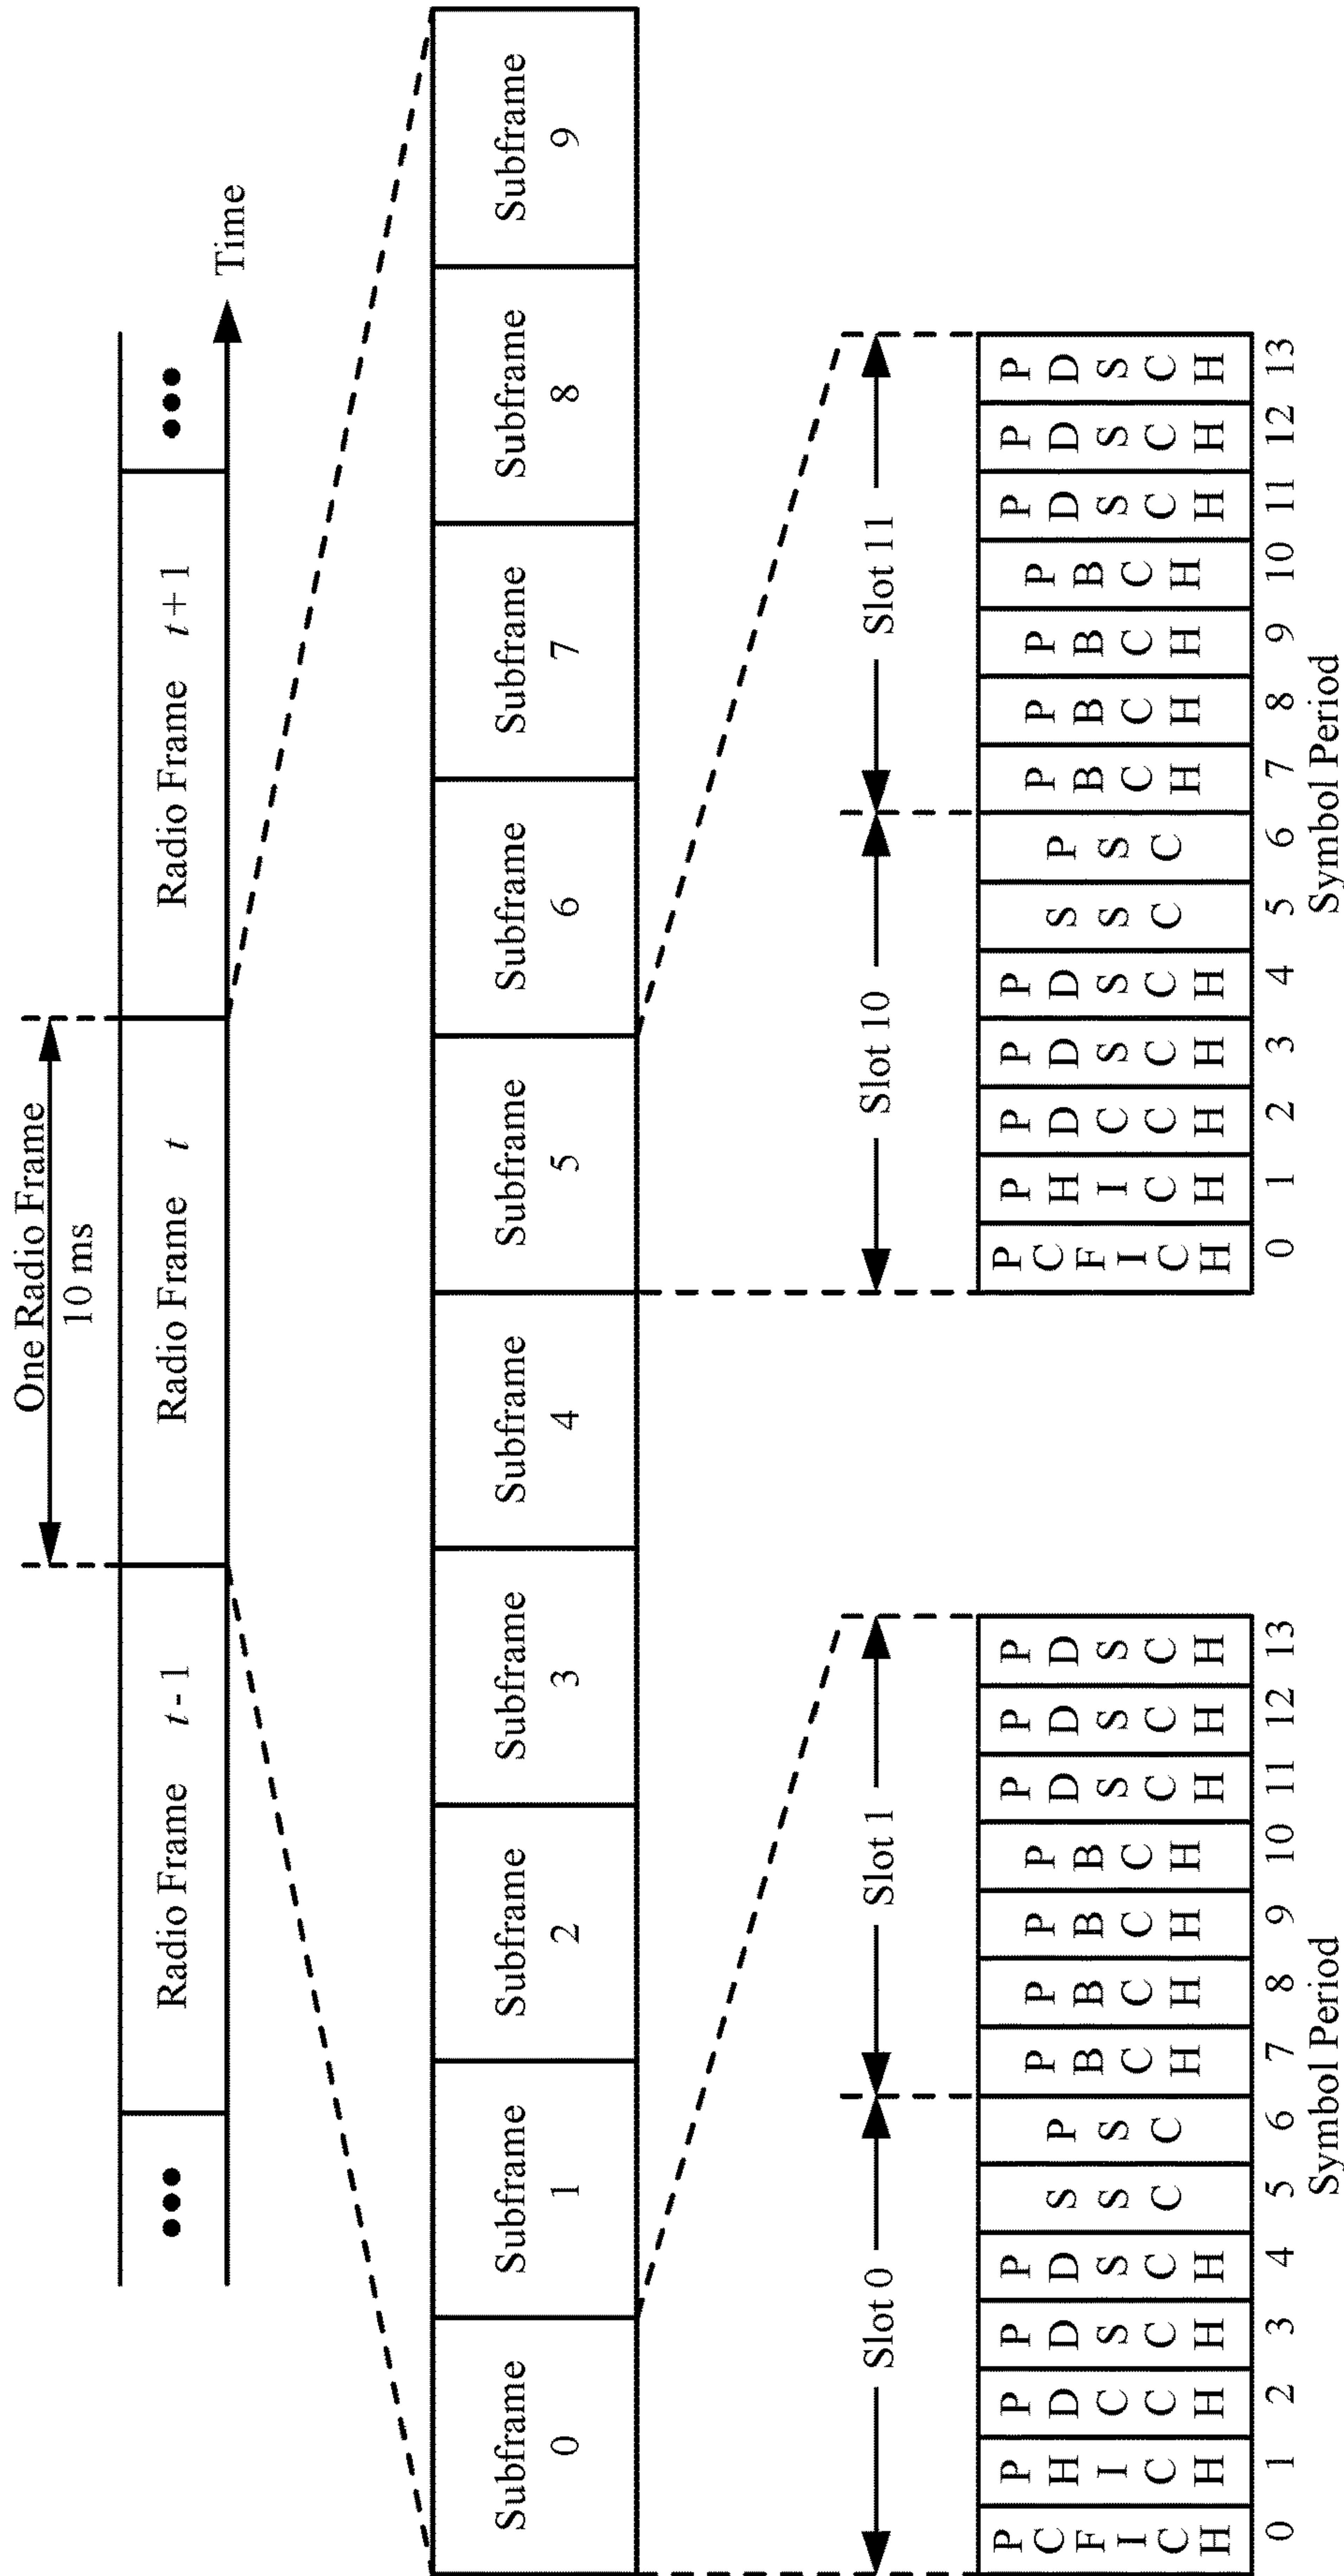 One Radio Frame
10 ms
••• Radio Frame t-1 Radio Frame t Radio Frame t+1 •••
Time
Subframe 0
Subframe 1
Subframe 2
Subframe 3
Subframe 4
Subframe 5
Subframe 6
Subframe 7
Subframe 8
Subframe 9
Slot 0 Slot 1
PCFICH
PHICH
PDCCH
PDSCH
PDSCH
SSC
PSC
PBCH
PBCH
PBCH
PBCH
PDSCH
PDSCH
PDSCH
0 1 2 3 4 5 6 7 8 9 10 11 12 13
Symbol Period
Slot 10 Slot 11
PCFICH
PHICH
PDCCH
PDSCH
PDSCH
SSC
PSC
PBCH
PBCH
PBCH
PBCH
PDSCH
PDSCH
PDSCH
0 1 2 3 4 5 6 7 8 9 10 11 12 13
Symbol Period